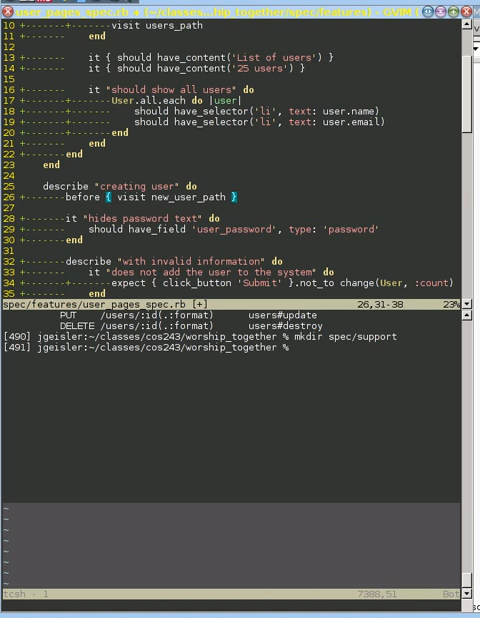 user_pages_spec.rb + (~/classes...hip_together/spec/features) - GVIM
10 +-------+-------visit users_path
11 +-------    end
12
13 +-------    it { should have_content('List of users') }
14 +-------    it { should have_content('25 users') }
15
16 +-------    it "should show all users" do
17 +-------+-------User.all.each do |user|
18 +-------+-------    should have_selector('li', text: user.name)
19 +-------+-------    should have_selector('li', text: user.email)
20 +-------+-------end
21 +-------    end
22 +-------end
23     end
24
25     describe "creating user" do
26 +-------before { visit new_user_path }
27
28 +-------it "hides password text" do
29 +-------    should have_field 'user_password', type: 'password'
30 +-------end
31
32 +-------describe "with invalid information" do
33 +-------    it "does not add the user to the system" do
34 +-------+-------expect { click_button 'Submit' }.not_to change(User, :count)
35 +-------    end
spec/features/user_pages_spec.rb [+] 26,31-38 23%
PUT /users/:id(.:format) users#update
DELETE /users/:id(.:format) users#destroy
[490] jgeisler:~/classes/cos243/worship_together % mkdir spec/support
[491] jgeisler:~/classes/cos243/worship_together %
~
~
~
~
~
~
~
~
tcsh - 1 7388,51 Bot